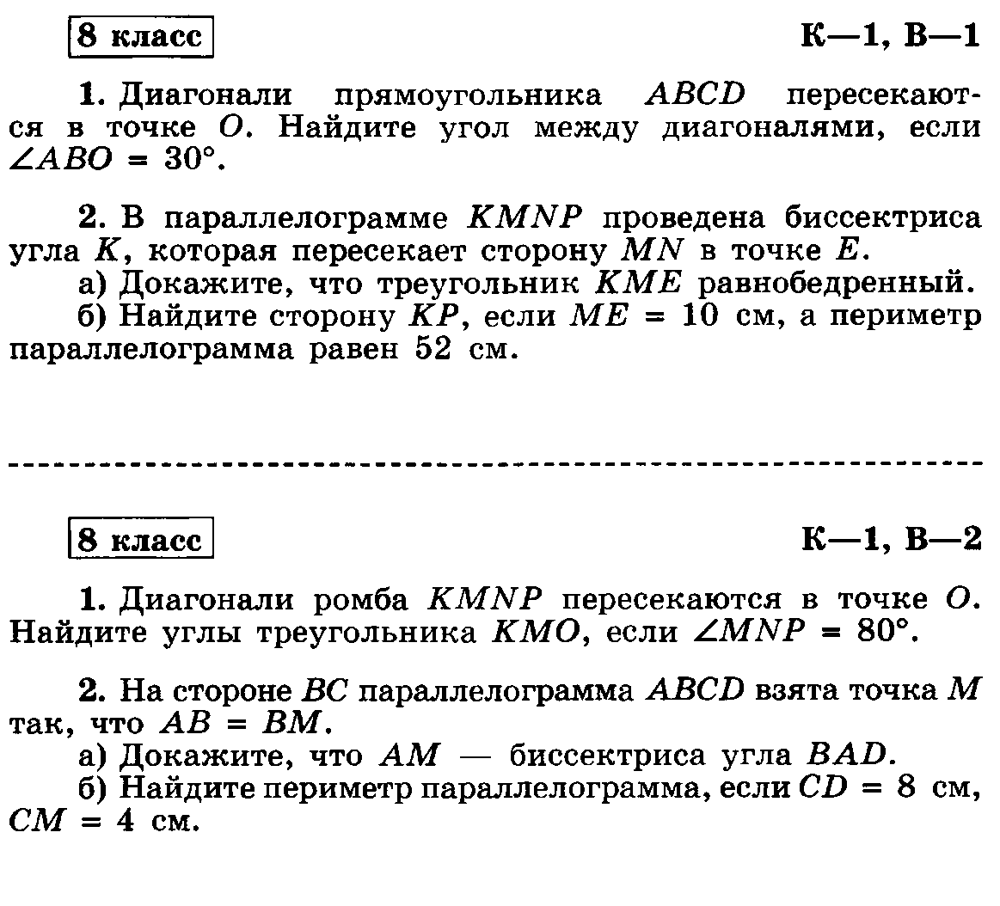 8 класс
К—1, В—1
1. Диагонали прямоугольника ABCD пересекают-
ся в точке O. Найдите угол между диагоналями, если
∠ABO = 30°.
2. В параллелограмме KMNP проведена биссектриса
угла K, которая пересекает сторону MN в точке E.
а) Докажите, что треугольник KME равнобедренный.
б) Найдите сторону KP, если ME = 10 см, а периметр
параллелограмма равен 52 см.
8 класс
К—1, В—2
1. Диагонали ромба KMNP пересекаются в точке O.
Найдите углы треугольника KMO, если ∠MNP = 80°.
2. На стороне BC параллелограмма ABCD взята точка M
так, что AB = BM.
а) Докажите, что AM — биссектриса угла BAD.
б) Найдите периметр параллелограмма, если CD = 8 см,
CM = 4 см.